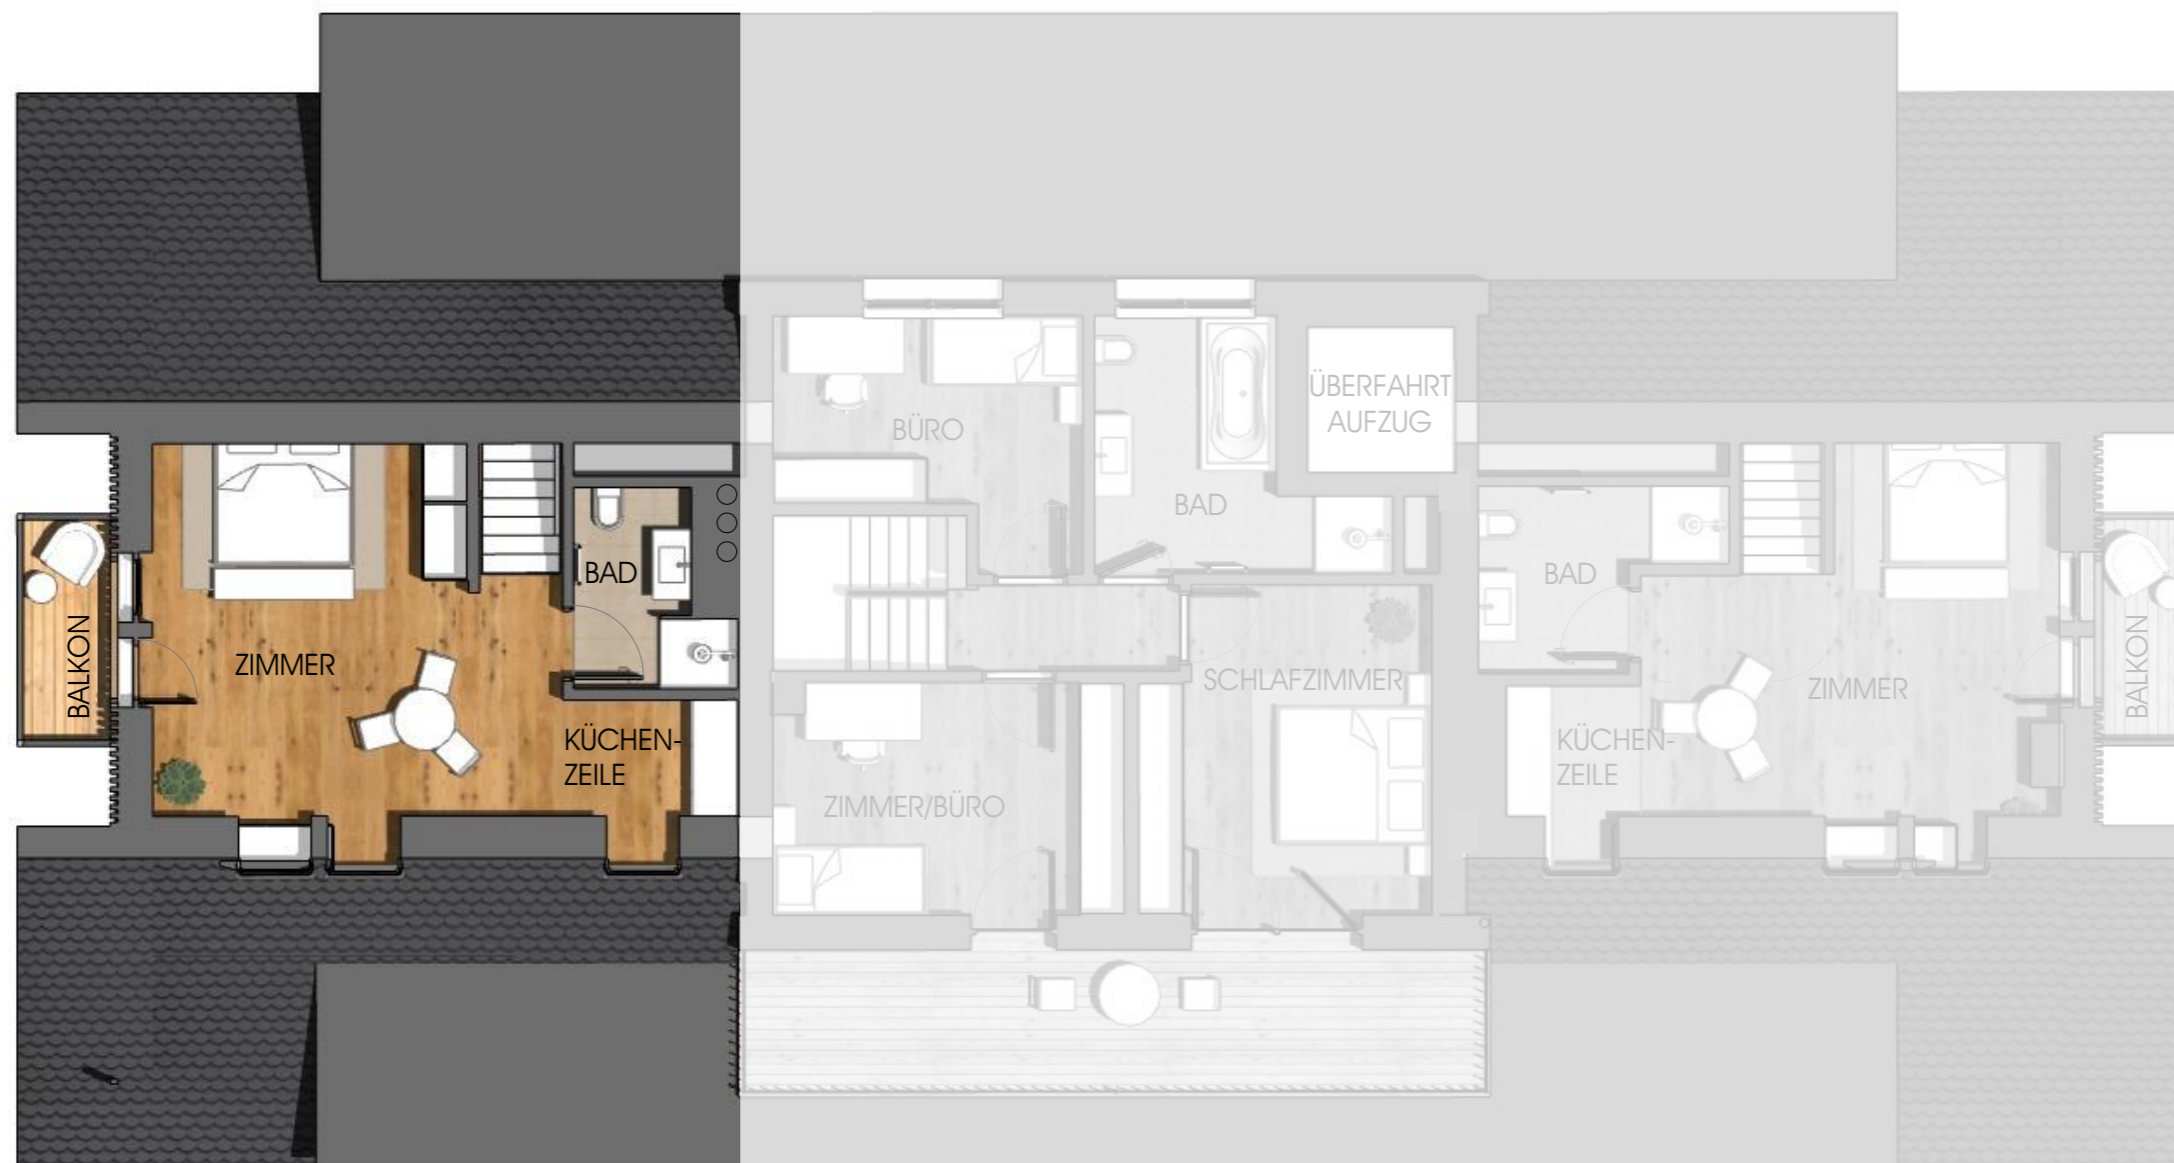 BALKON
ZIMMER
BAD
KÜCHEN-
ZEILE
BÜRO
BAD
ÜBERFAHRT
AUFZUG
ZIMMER/BÜRO
SCHLAFZIMMER
BAD
KÜCHEN-
ZEILE
ZIMMER
BALKON